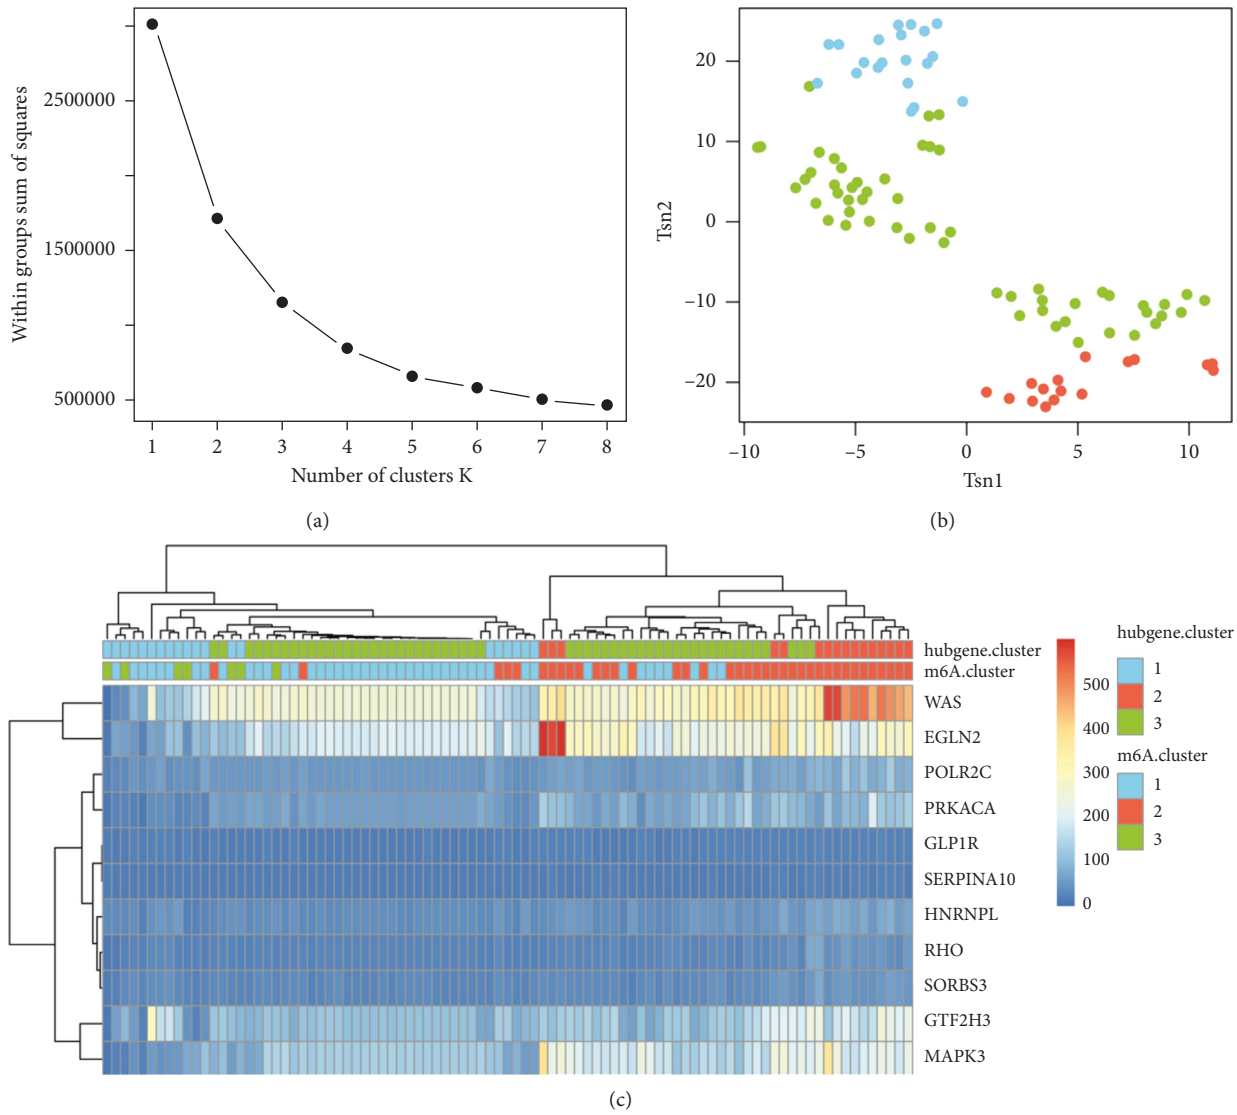 Within groups sum of squares
2500000
1500000
500000
1 2 3 4 5 6 7 8
Number of clusters K
(a)
Tsn2
20
10
0
−10
−20
−10 −5 0 5 10
Tsn1
(b)
hubgene.cluster
m6A.cluster
WAS
EGLN2
POLR2C
PRKACA
GLP1R
SERPINA10
HNRNPL
RHO
SORBS3
GTF2H3
MAPK3
500
400
300
200
100
0
hubgene.cluster
1
2
3
m6A.cluster
1
2
3
(c)